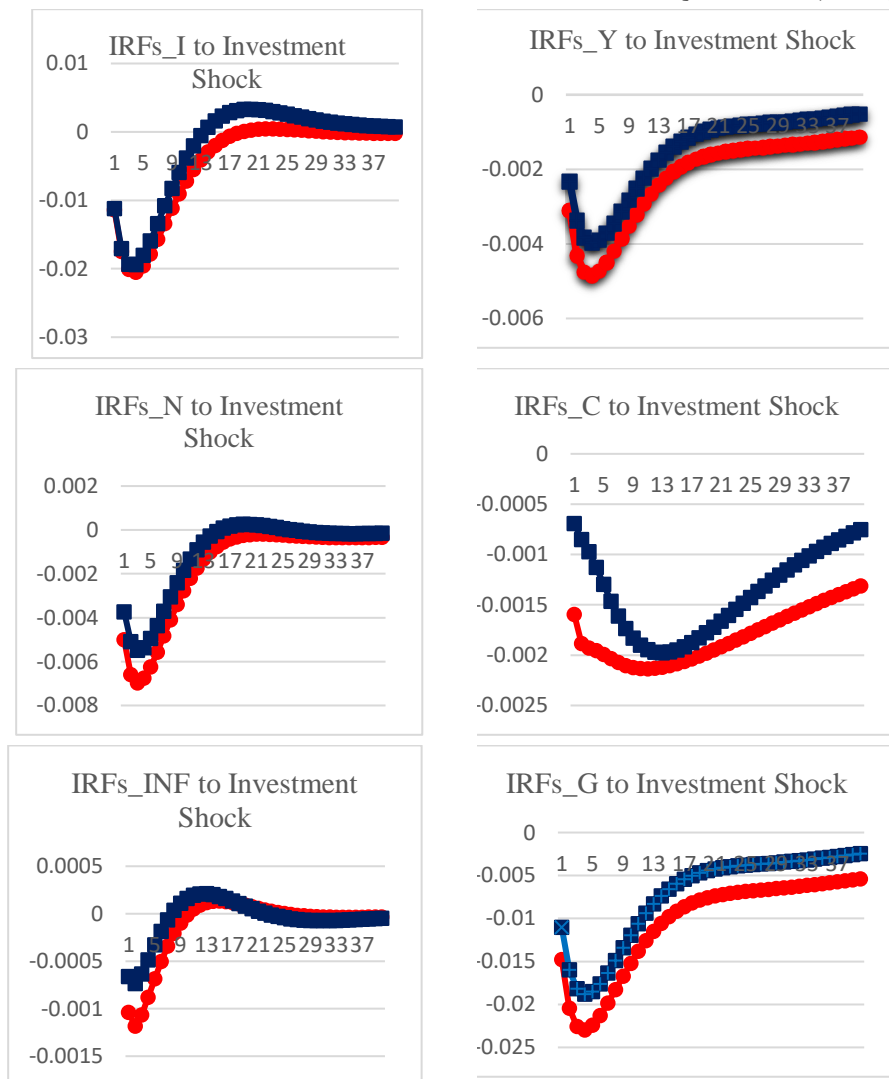 IRFs_I to Investment
Shock
0.01
0
1 5 9 13 17 21 25 29 33 37
-0.01
-0.02
-0.03
IRFs_Y to Investment Shock
0
1 5 9 13 17 21 25 29 33 37
-0.002
-0.004
-0.006
IRFs_N to Investment
Shock
0.002
0
1 5 9 13 17 21 25 29 33 37
-0.002
-0.004
-0.006
-0.008
IRFs_C to Investment Shock
0
1 5 9 13 17 21 25 29 33 37
-0.0005
-0.001
-0.0015
-0.002
-0.0025
IRFs_INF to Investment
Shock
0.0005
0
1 5 9 13 17 21 25 29 33 37
-0.0005
-0.001
-0.0015
IRFs_G to Investment Shock
0
1 5 9 13 17 21 25 29 33 37
-0.005
-0.01
-0.015
-0.02
-0.025